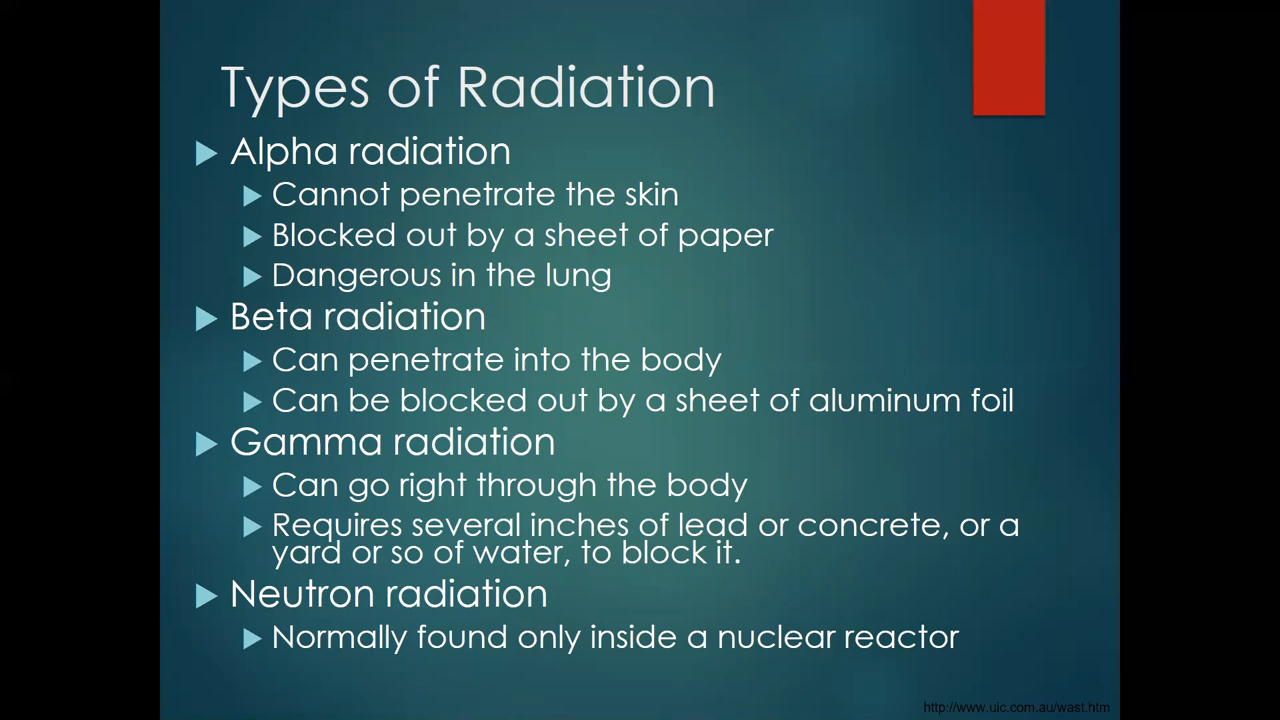 Types of Radiation
Alpha radiation
Cannot penetrate the skin
Blocked out by a sheet of paper
Dangerous in the lung
Beta radiation
Can penetrate into the body
Can be blocked out by a sheet of aluminum foil
Gamma radiation
Can go right through the body
Requires several inches of lead or concrete, or a
yard or so of water, to block it.
Neutron radiation
Normally found only inside a nuclear reactor
http://www.uic.com.au/wast.htm